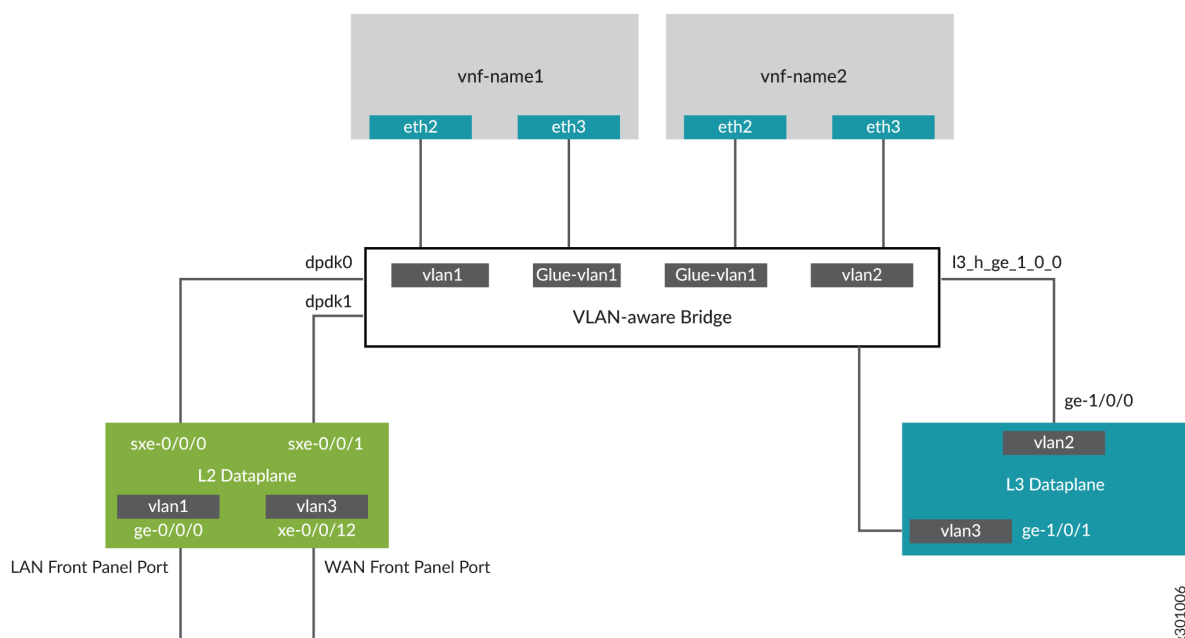 vnf-name1
vnf-name2
eth2
eth3
eth2
eth3
dpdk0
vlan1
Glue-vlan1
Glue-vlan1
vlan2
l3_h_ge_1_0_0
dpdk1
VLAN-aware Bridge
ge-1/0/0
sxe-0/0/0
sxe-0/0/1
vlan2
L2 Dataplane
L3 Dataplane
vlan1
vlan3
ge-0/0/0
xe-0/0/12
vlan3
ge-1/0/1
LAN Front Panel Port
WAN Front Panel Port